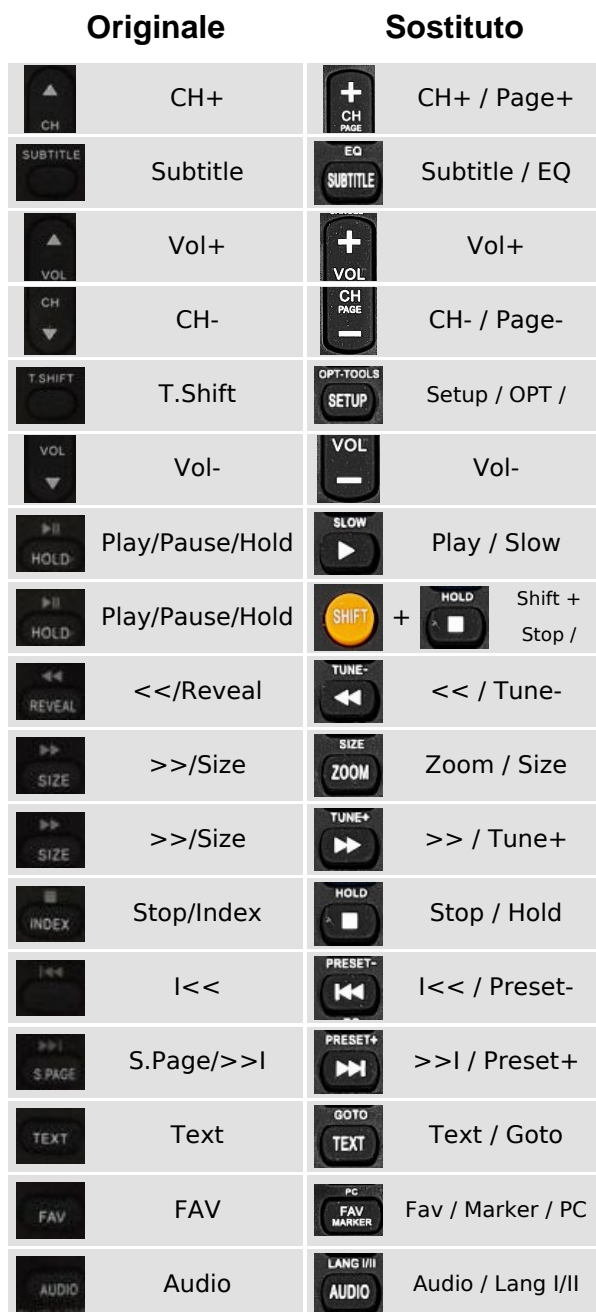 Originale Sostituto
CH CH+ + CH PAGE CH+ / Page+
SUBTITLE Subtitle EQ SUBTITLE Subtitle / EQ
VOL Vol+ + VOL Vol+
CH CH- CH PAGE CH- / Page-
T.SHIFT T.Shift OPT-TOOLS SETUP Setup / OPT /
VOL Vol- VOL Vol-
HOLD Play/Pause/Hold SLOW Play / Slow
HOLD Play/Pause/Hold SHIFT + HOLD Shift +
Stop /
REVEAL <</Reveal TUNE- << / Tune-
SIZE >>/Size SIZE ZOOM Zoom / Size
SIZE >>/Size TUNE+ >> / Tune+
INDEX Stop/Index HOLD Stop / Hold
I<< PRESET- I<< / Preset-
S.PAGE S.Page/>>I PRESET+ >>I / Preset+
TEXT Text GOTO TEXT Text / Goto
FAV FAV PC FAV MARKER Fav / Marker / PC
AUDIO Audio LANG I/II AUDIO Audio / Lang I/II